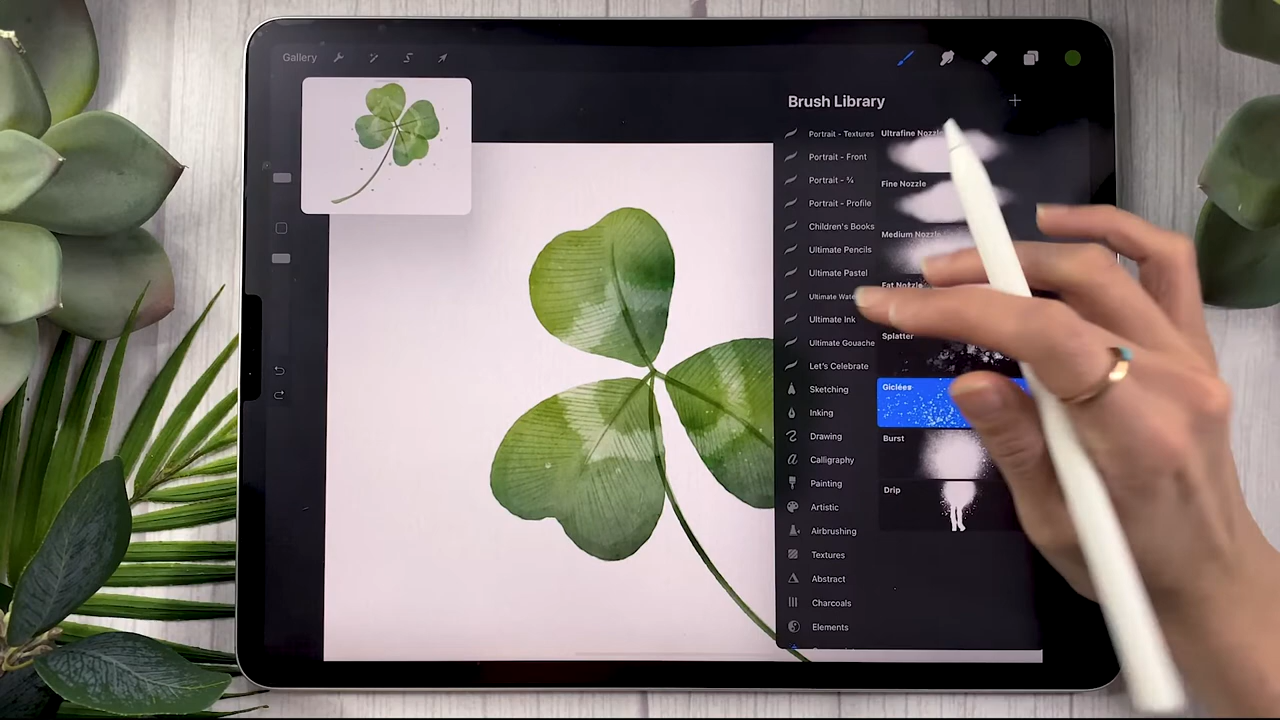 Gallery
Brush Library
Portrait - Textures
Portrait - Front
Portrait - ¾
Portrait - Profile
Children's Books
Ultimate Pencils
Ultimate Pastel
Ultimate
Ultimate Ink
Ultimate Gouache
Let's Celebrate
Sketching
Inking
Drawing
Calligraphy
Painting
Artistic
Airbrushing
Textures
Abstract
Charcoals
Elements
Ultrafine Nozzle
Fine Nozzle
Medium Nozzle
Fat Nozzle
Splatter
Giclées
Burst
Drip